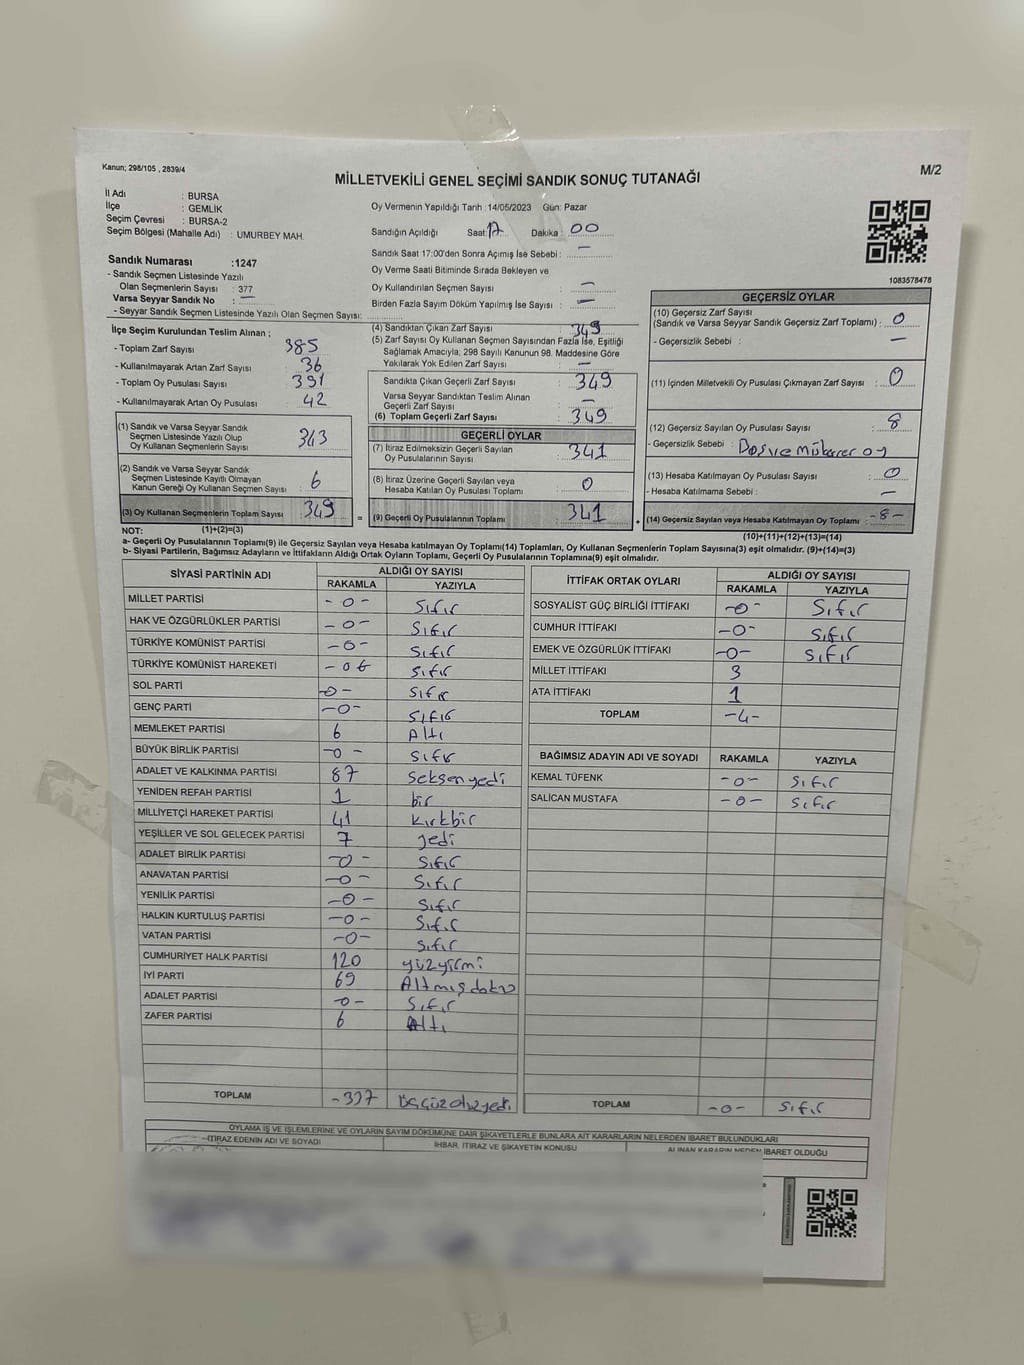 Kanun; 298/105 , 2839/4
M/2
MİLLETVEKİLİ GENEL SEÇİMİ SANDIK SONUÇ TUTANAĞI
İl Adı : BURSA
İlçe : GEMLİK
Seçim Çevresi : BURSA-2
Seçim Bölgesi (Mahalle Adı) : UMURBEY MAH.
Sandık Numarası :1247
- Sandık Seçmen Listesinde Yazılı
Olan Seçmenlerin Sayısı : 377
Varsa Seyyar Sandık No : —
- Seyyar Sandık Seçmen Listesinde Yazılı Olan Seçmen Sayısı:
İlçe Seçim Kurulundan Teslim Alınan ;
- Toplam Zarf Sayısı : 385
- Kullanılmayarak Artan Zarf Sayısı : 36
- Toplam Oy Pusulası Sayısı : 391
- Kullanılmayarak Artan Oy Pusulası : 42
(1) Sandık ve Varsa Seyyar Sandık
Seçmen Listesinde Yazılı Olup
Oy Kullanan Seçmenlerin Sayısı : 343
(2) Sandık ve Varsa Seyyar Sandık
Seçmen Listesinde Kayıtlı Olmayan
Kanun Gereği Oy Kullanan Seçmen Sayısı : 6
(3) Oy Kullanan Seçmenlerin Toplam Sayısı : 349
Oy Vermenin Yapıldığı Tarih :14/05/2023 Gün: Pazar
Sandığın Açıldığı Saat: 17 Dakika : 00
Sandık Saat 17:00'den Sonra Açımış İse Sebebi : —
Oy Verme Saati Bitiminde Sırada Bekleyen ve
Oy Kullandırılan Seçmen Sayısı : —
Birden Fazla Sayım Döküm Yapılmış İse Sayısı : —
(4) Sandıktan Çıkan Zarf Sayısı : 349
(5) Zarf Sayısı Oy Kullanan Seçmen Sayısından Fazla İse, Eşitliği
Sağlamak Amacıyla; 298 Sayılı Kanunun 98. Maddesine Göre
Yakılarak Yok Edilen Zarf Sayısı : —
Sandıkta Çıkan Geçerli Zarf Sayısı : 349
Varsa Seyyar Sandıktan Teslim Alınan
Geçerli Zarf Sayısı : —
(6) Toplam Geçerli Zarf Sayısı : 349
GEÇERLİ OYLAR
(7) İtiraz Edilmeksizin Geçerli Sayılan
Oy Pusulalarının Sayısı : 341
(8) İtiraz Üzerine Geçerli Sayılan veya
Hesaba Katılan Oy Pusulası Toplamı : 0
= (9) Geçerli Oy Pusulalarının Toplamı : 341 +
1083578478
GEÇERSİZ OYLAR
(10) Geçersiz Zarf Sayısı
(Sandık ve Varsa Seyyar Sandık Geçersiz Zarf Toplamı) : 0
- Geçersizlik Sebebi : —
(11) İçinden Milletvekili Oy Pusulası Çıkmayan Zarf Sayısı : 0
(12) Geçersiz Sayılan Oy Pusulası Sayısı : 8
- Geçersizlik Sebebi : Boş ve mükerrer oy
(13) Hesaba Katılmayan Oy Pusulası Sayısı : 0
- Hesaba Katılmama Sebebi : —
(14) Geçersiz Sayılan veya Hesaba Katılmayan Oy Toplamı : -8-
NOT: (1)+(2)=(3) (10)+(11)+(12)+(13)=(14)
a- Geçerli Oy Pusulalarının Toplamı(9) ile Geçersiz Sayılan veya Hesaba Katılmayan Oy Toplamı(14) Toplamları, Oy Kullanan Seçmenlerin Toplam Sayısına(3) eşit olmalıdır. (9)+(14)=(3)
b- Siyasi Partilerin, Bağımsız Adayların ve İttifakların Aldığı Ortak Oyların Toplamı, Geçerli Oy Pusulalarının Toplamına(9) eşit olmalıdır.
SİYASİ PARTİNİN ADI ALDIĞI OY SAYISI
RAKAMLA YAZIYLA
MİLLET PARTİSİ -0- Sıfır
HAK VE ÖZGÜRLÜKLER PARTİSİ -0- Sıfır
TÜRKİYE KOMÜNİST PARTİSİ -0- Sıfır
TÜRKİYE KOMÜNİST HAREKETİ -0 Sıfır
SOL PARTİ -0- Sıfır
GENÇ PARTİ -0- Sıfır
MEMLEKET PARTİSİ 6 Altı
BÜYÜK BİRLİK PARTİSİ -0- Sıfır
ADALET VE KALKINMA PARTİSİ 87 Seksenyedi
YENİDEN REFAH PARTİSİ 1 bir
MİLLİYETÇİ HAREKET PARTİSİ 41 Kırkbir
YEŞİLLER VE SOL GELECEK PARTİSİ 7 yedi
ADALET BİRLİK PARTİSİ -0- Sıfır
ANAVATAN PARTİSİ -0- Sıfır
YENİLİK PARTİSİ -0- Sıfır
HALKIN KURTULUŞ PARTİSİ -0- Sıfır
VATAN PARTİSİ -0- Sıfır
CUMHURİYET HALK PARTİSİ 120 yüzyirmi
İYİ PARTİ 69 Altmışdokuz
ADALET PARTİSİ -0- Sıfır
ZAFER PARTİSİ 6 Altı
TOPLAM -337 Üçyüzotuzyedi
İTTİFAK ORTAK OYLARI ALDIĞI OY SAYISI
RAKAMLA YAZIYLA
SOSYALİST GÜÇ BİRLİĞİ İTTİFAKI -0- Sıfır
CUMHUR İTTİFAKI -0- Sıfır
EMEK VE ÖZGÜRLÜK İTTİFAKI -0- Sıfır
MİLLET İTTİFAKI 3
ATA İTTİFAKI 1
TOPLAM -4-
BAĞIMSIZ ADAYIN ADI VE SOYADI RAKAMLA YAZIYLA
KEMAL TÜFENK -0- Sıfır
SALİCAN MUSTAFA -0- Sıfır
TOPLAM -0- Sıfır
OYLAMA İŞ VE İŞLEMLERİNE VE OYLARIN SAYIM DÖKÜMÜNE DAİR ŞİKAYETLERLE BUNLARA AİT KARARLARIN NELERDEN İBARET BULUNDUKLARI
İTİRAZ EDENİN ADI VE SOYADI İHBAR, İTİRAZ VE ŞİKAYETİN KONUSU ALINAN KARARIN NEDEN İBARET OLDUĞU